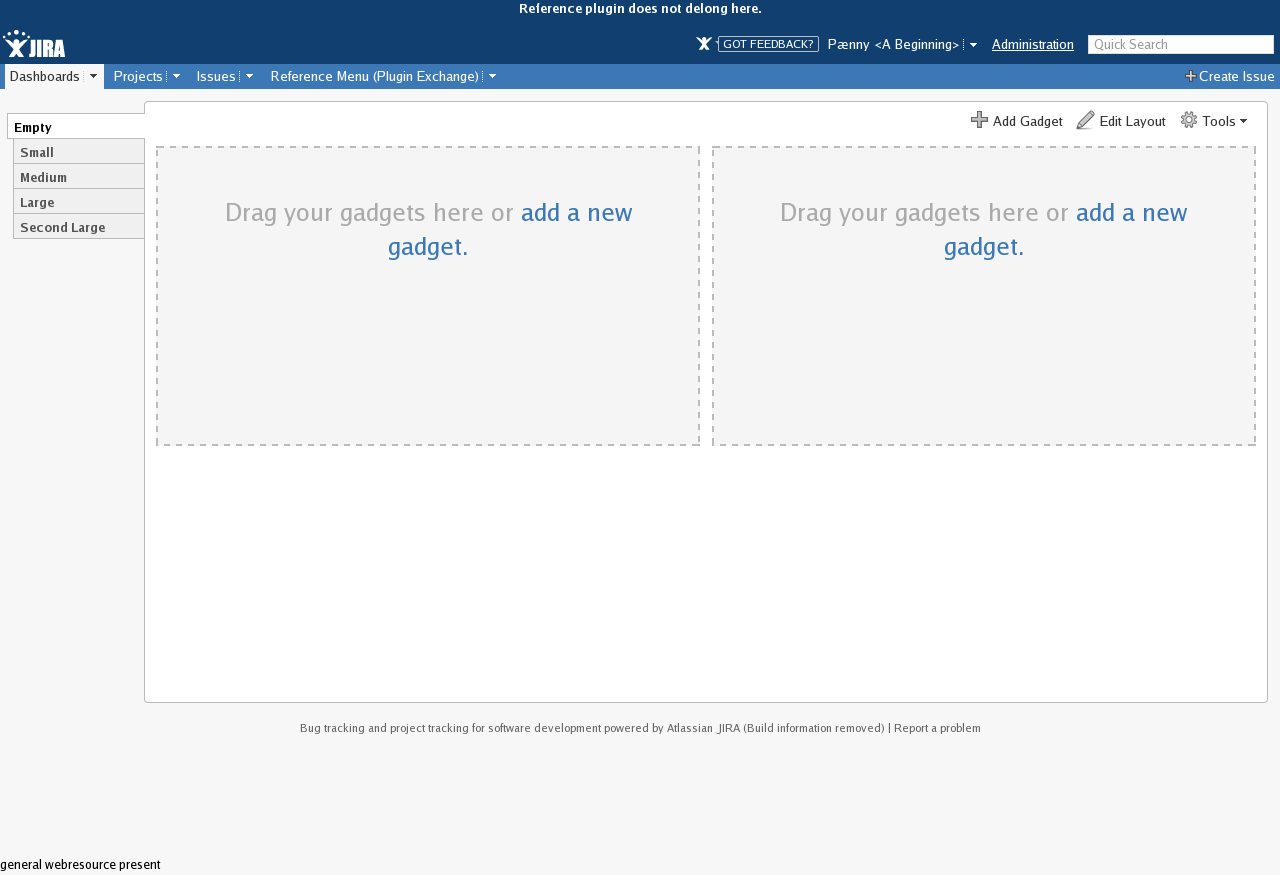 Reference plugin does not delong here.
JIRA
GOT FEEDBACK? Pænny <A Beginning> Administration Quick Search
Dashboards Projects Issues Reference Menu (Plugin Exchange) Create Issue
Add Gadget Edit Layout Tools
Empty
Small
Medium
Large
Second Large
Drag your gadgets here or add a new
gadget.
Drag your gadgets here or add a new
gadget.
Bug tracking and project tracking for software development powered by Atlassian JIRA (Build information removed) | Report a problem
general webresource present